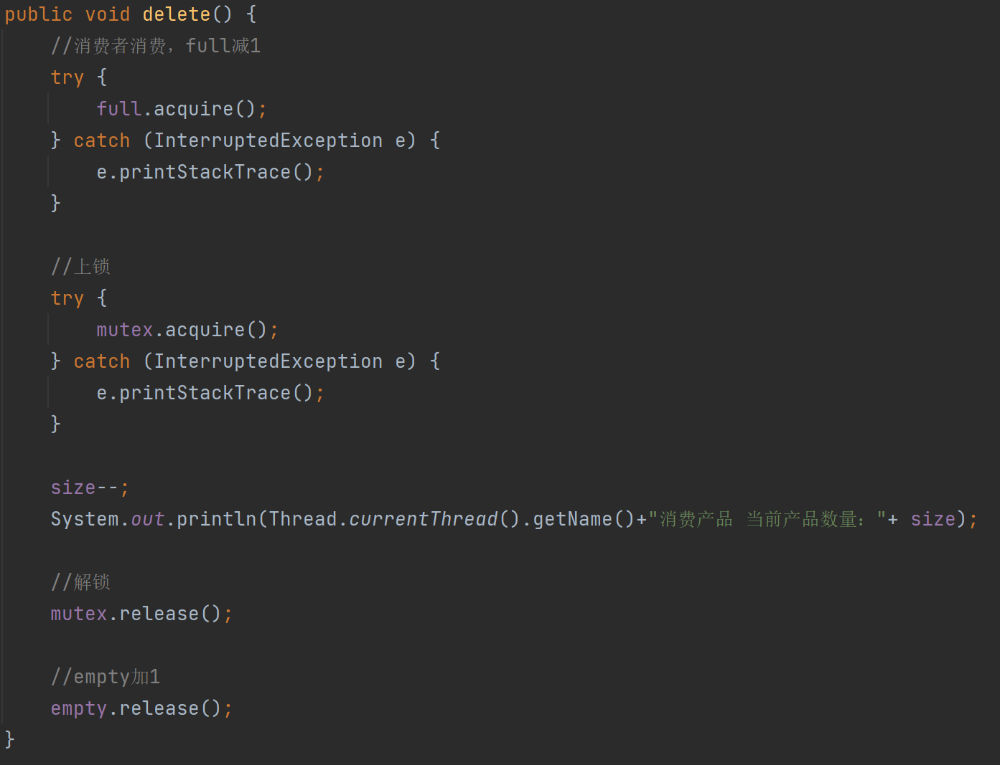 public void delete() {
    //消费者消费，full减1
    try {
        full.acquire();
    } catch (InterruptedException e) {
        e.printStackTrace();
    }
    //上锁
    try {
        mutex.acquire();
    } catch (InterruptedException e) {
        e.printStackTrace();
    }
    size--;
    System.out.println(Thread.currentThread().getName()+"消费产品 当前产品数量："+ size);
    //解锁
    mutex.release();
    //empty加1
    empty.release();
}